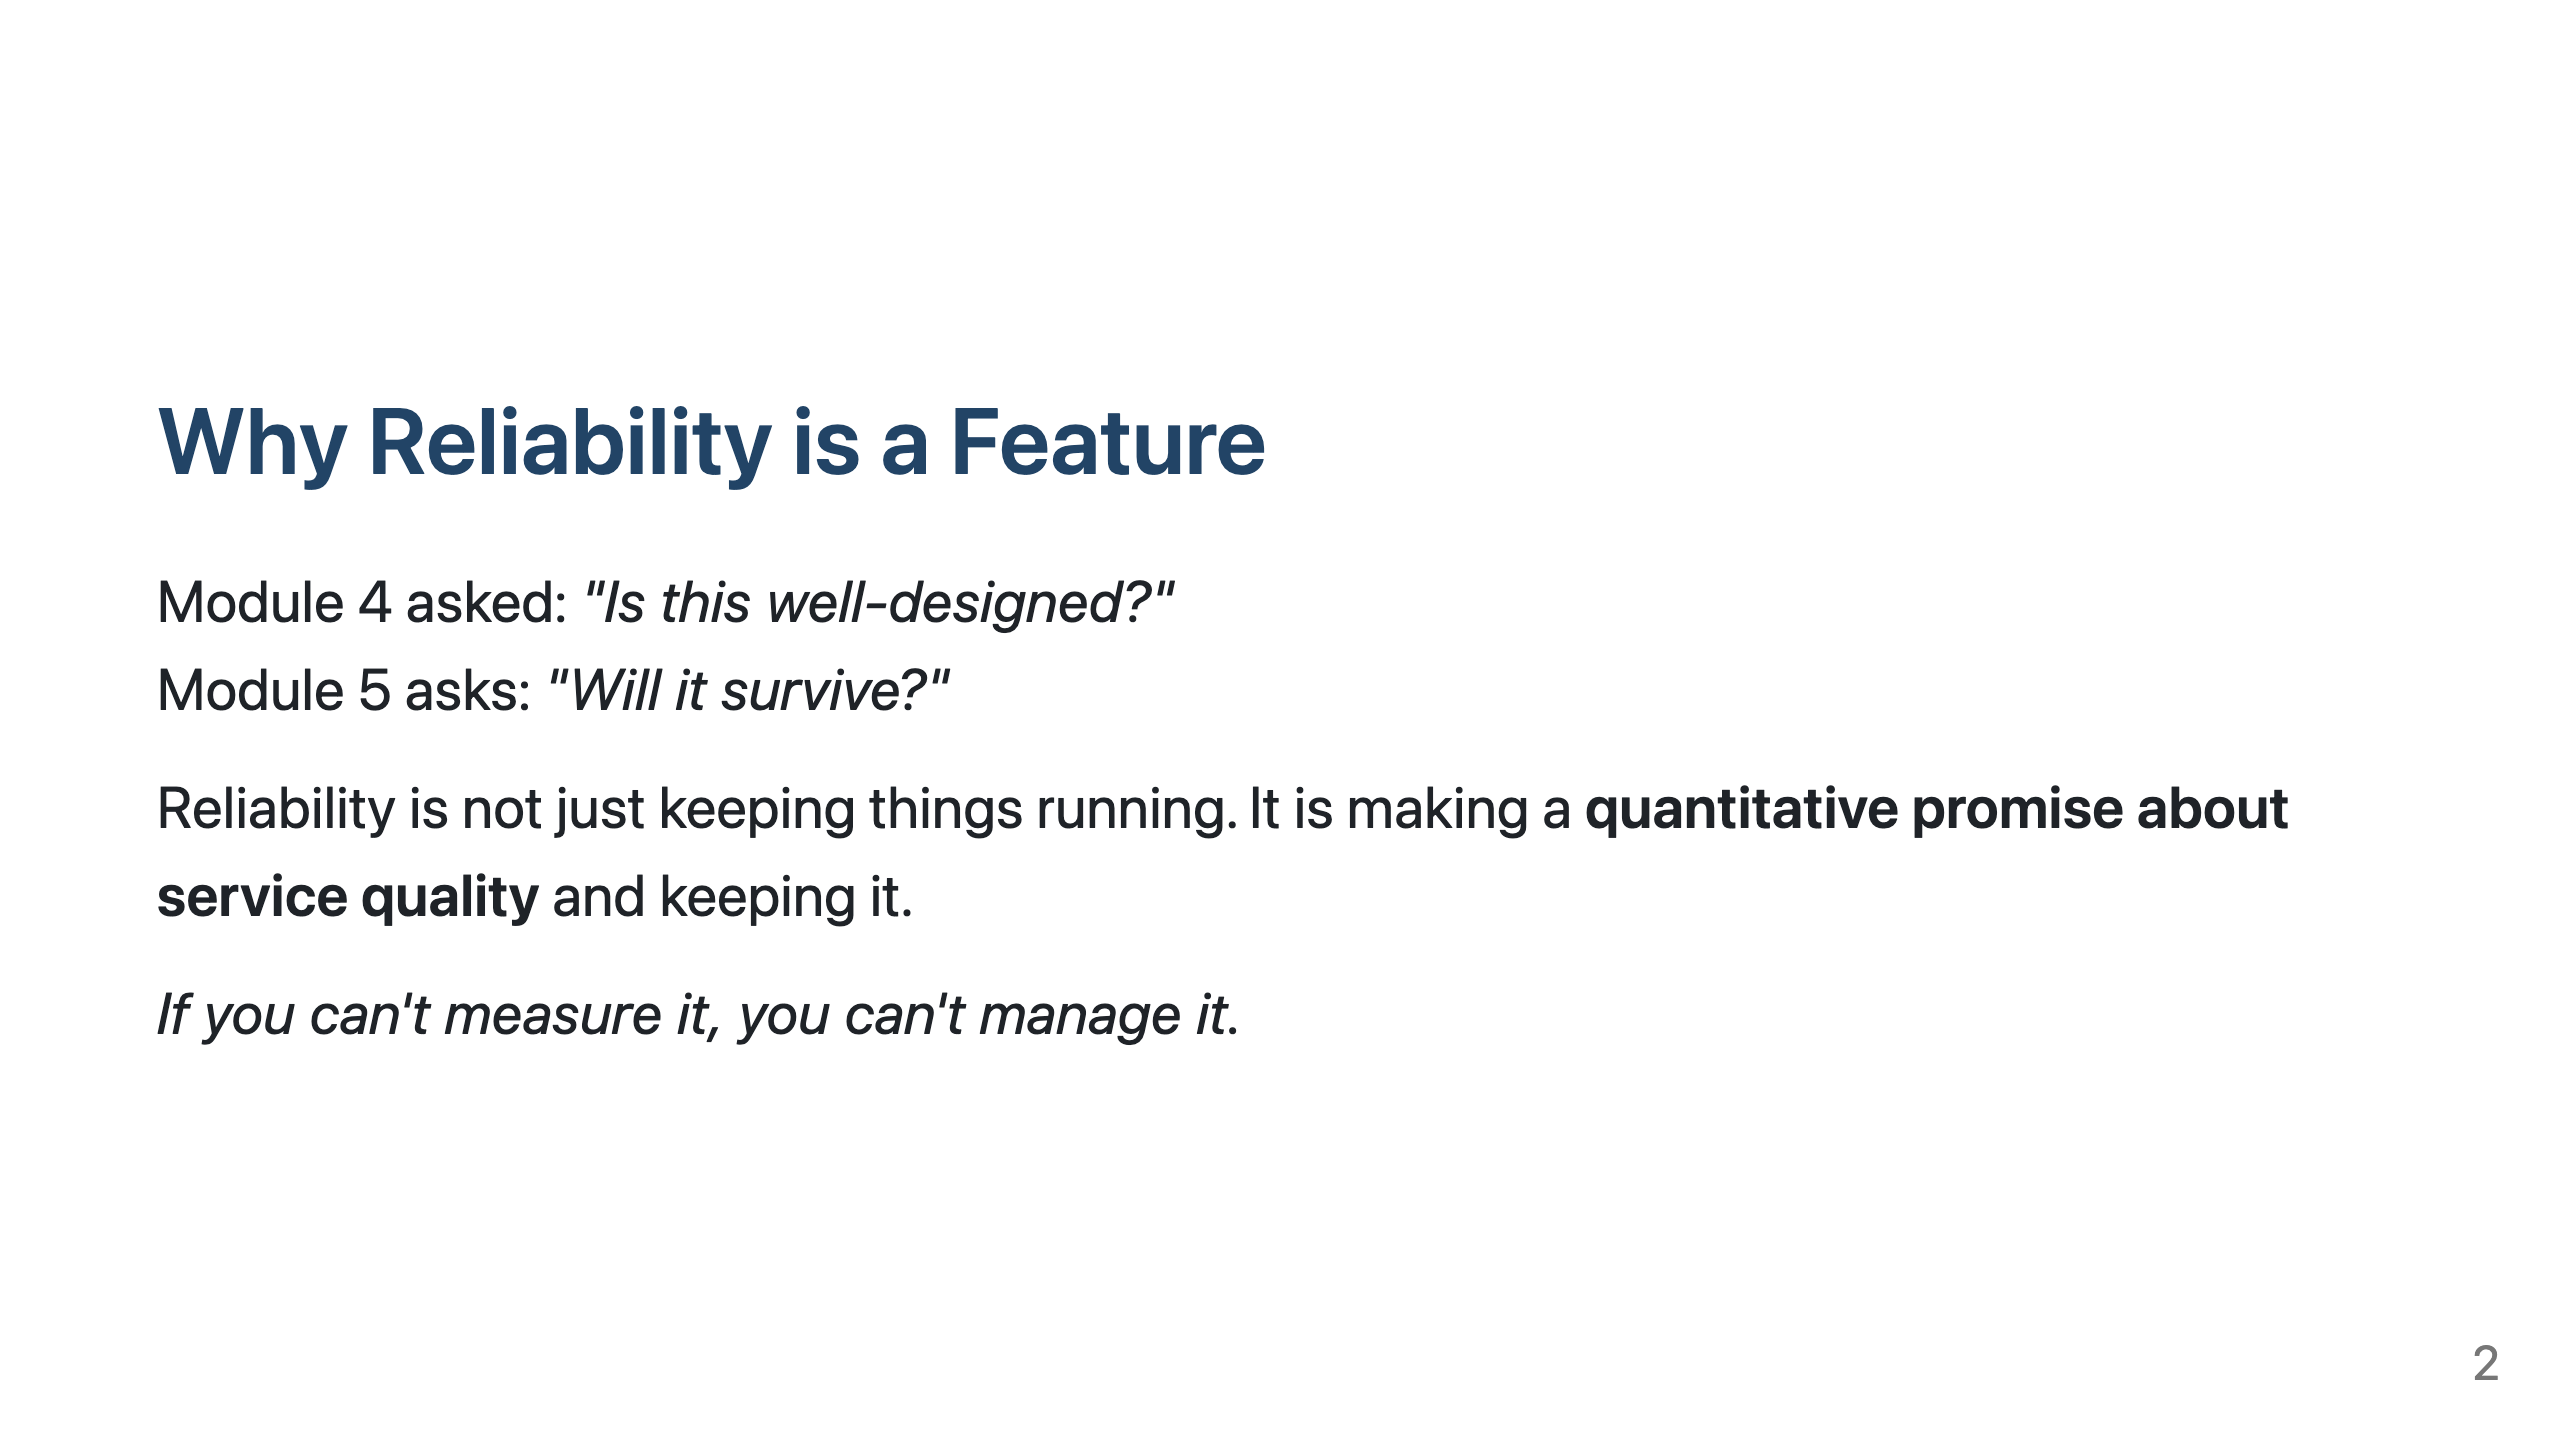 Why Reliability is a Feature
Module 4 asked: "Is this well-designed?"
Module 5 asks: "Will it survive?"
Reliability is not just keeping things running. It is making a quantitative promise about
service quality and keeping it.
If you can't measure it, you can't manage it.
2